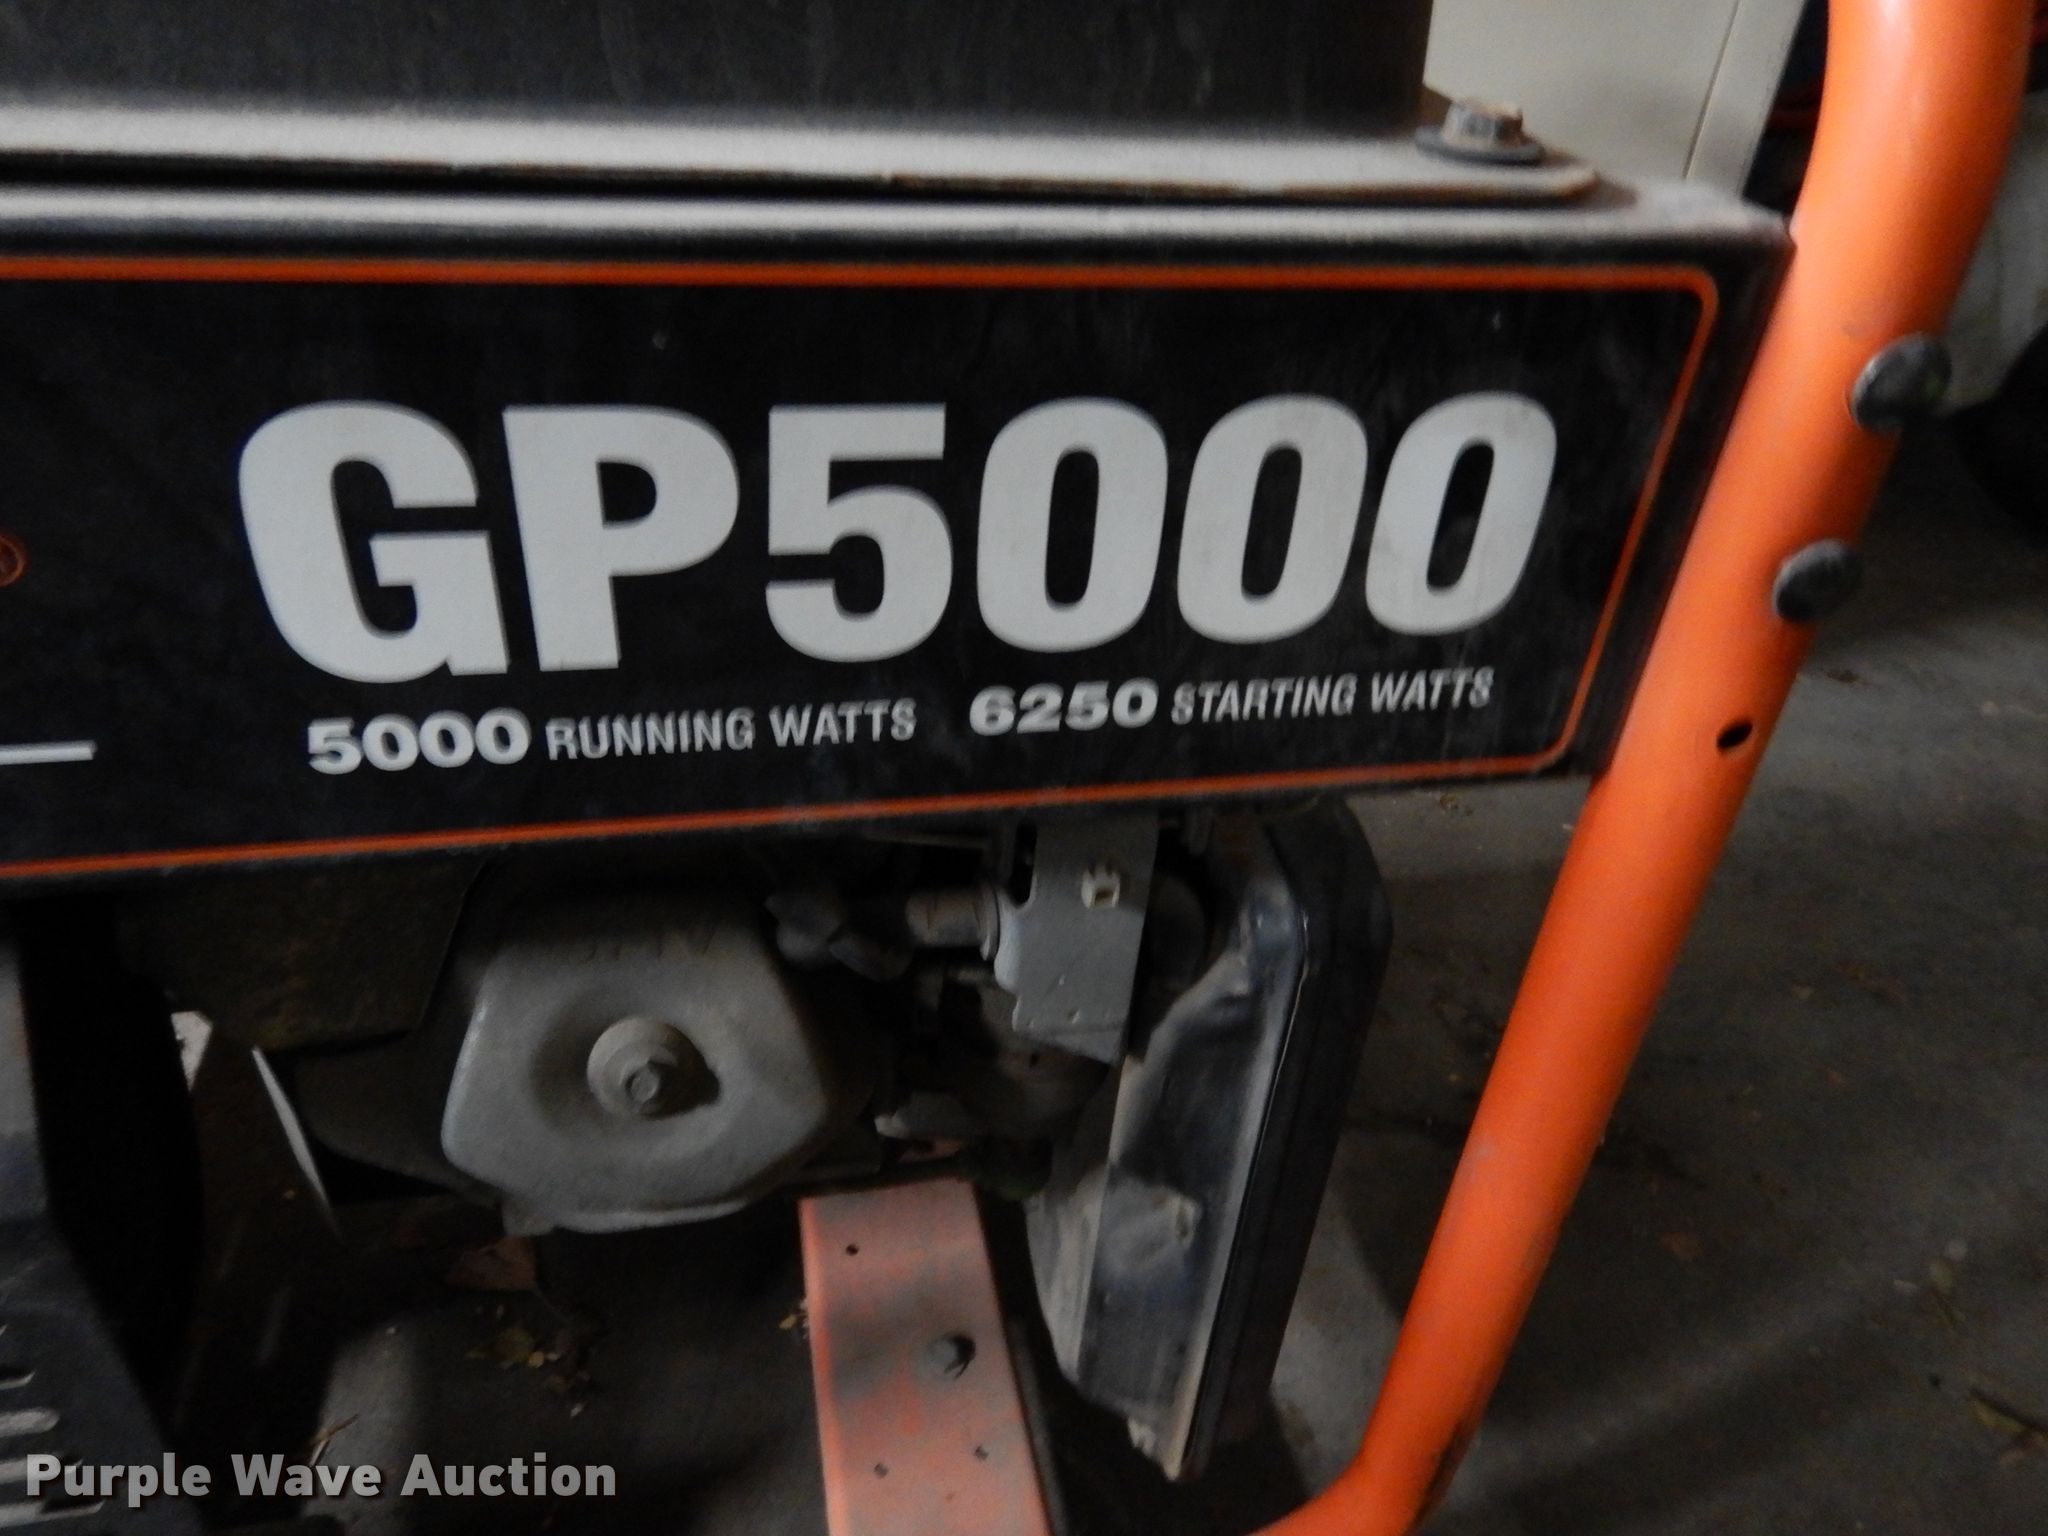 GP5000
5000 RUNNING WATTS 6250 STARTING WATTS
Purple Wave Auction